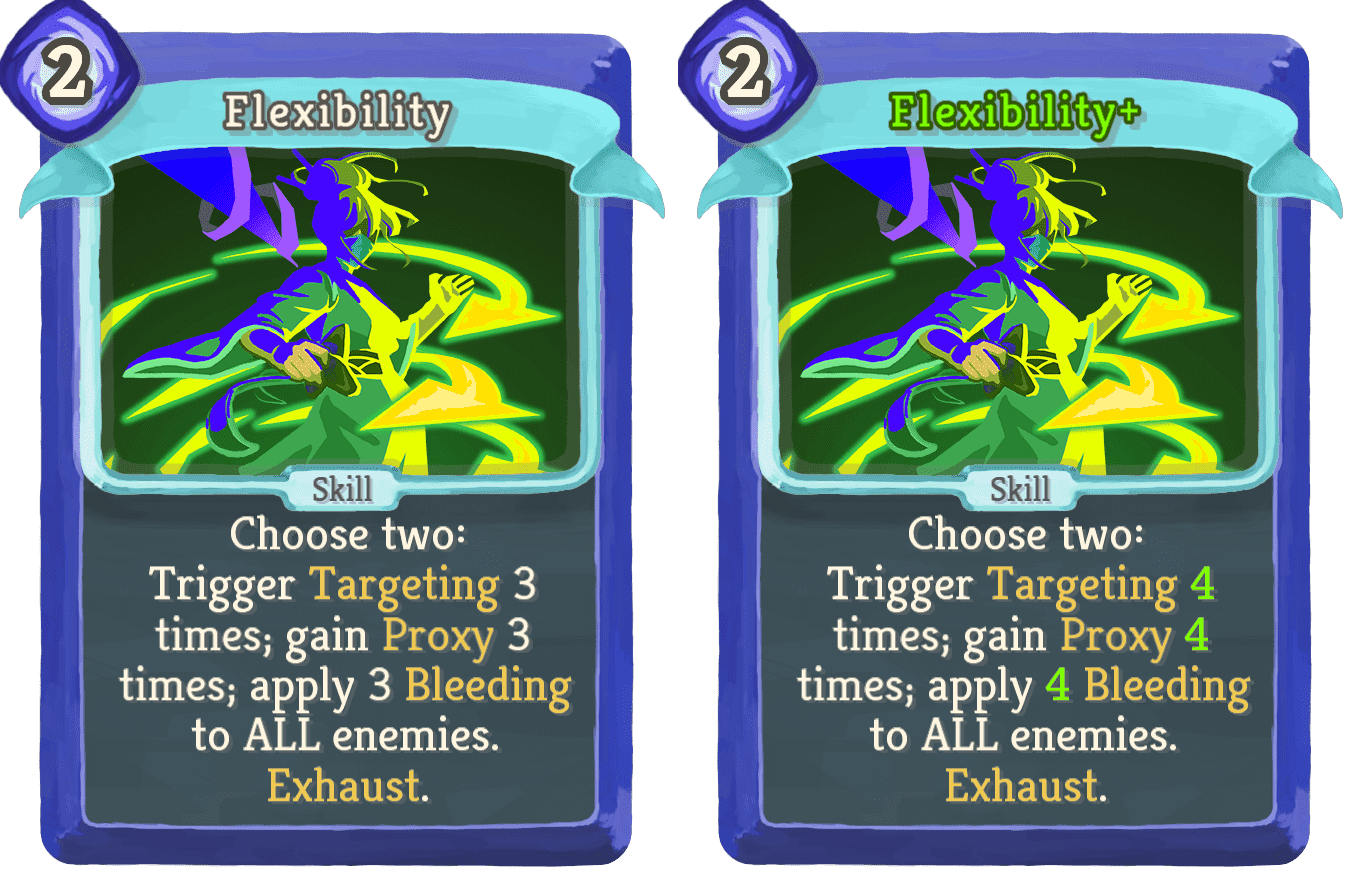 2
Flexibility
Skill
Choose two:
Trigger Targeting 3
times; gain Proxy 3
times; apply 3 Bleeding
to ALL enemies.
Exhaust.
2
Flexibility+
Skill
Choose two:
Trigger Targeting 4
times; gain Proxy 4
times; apply 4 Bleeding
to ALL enemies.
Exhaust.